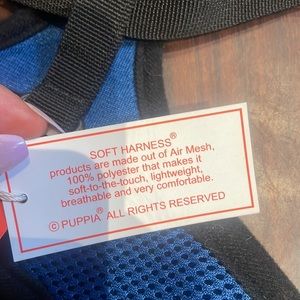 SOFT HARNESS®
products are made out of Air Mesh,
100% polyester that makes it
soft-to-the-touch, lightweight,
breathable and very comfortable.
© PUPPIA® ALL RIGHTS RESERVED